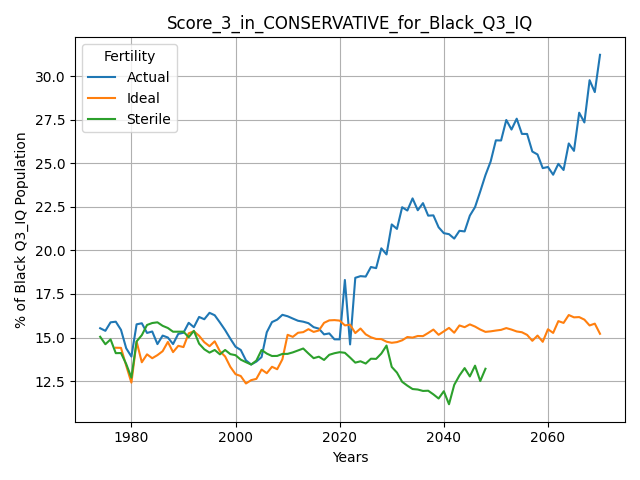 Score_3_in_CONSERVATIVE_for_Black_Q3_IQ
Fertility
Actual
Ideal
Sterile
% of Black Q3_IQ Population
30.0
27.5
25.0
22.5
20.0
17.5
15.0
12.5
1980
2000
2020
2040
2060
Years